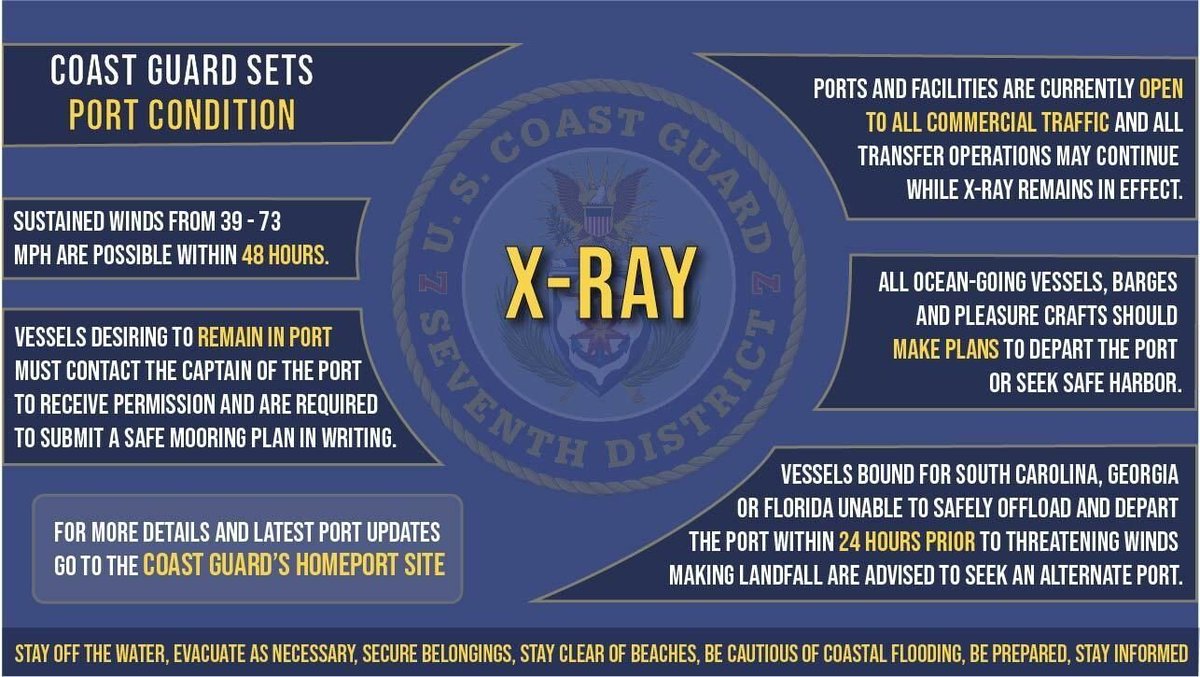 COAST GUARD SETS
PORT CONDITION
SUSTAINED WINDS FROM 39 - 73
MPH ARE POSSIBLE WITHIN 48 HOURS.
VESSELS DESIRING TO REMAIN IN PORT
MUST CONTACT THE CAPTAIN OF THE PORT
TO RECEIVE PERMISSION AND ARE REQUIRED
TO SUBMIT A SAFE MOORING PLAN IN WRITING.
FOR MORE DETAILS AND LATEST PORT UPDATES
GO TO THE COAST GUARD'S HOMEPORT SITE
U. S. COAST GUARD
X-RAY
SEVENTH DISTRICT
PORTS AND FACILITIES ARE CURRENTLY OPEN
TO ALL COMMERCIAL TRAFFIC AND ALL
TRANSFER OPERATIONS MAY CONTINUE
WHILE X-RAY REMAINS IN EFFECT.
ALL OCEAN-GOING VESSELS, BARGES
AND PLEASURE CRAFTS SHOULD
MAKE PLANS TO DEPART THE PORT
OR SEEK SAFE HARBOR.
VESSELS BOUND FOR SOUTH CAROLINA, GEORGIA
OR FLORIDA UNABLE TO SAFELY OFFLOAD AND DEPART
THE PORT WITHIN 24 HOURS PRIOR TO THREATENING WINDS
MAKING LANDFALL ARE ADVISED TO SEEK AN ALTERNATE PORT.
STAY OFF THE WATER, EVACUATE AS NECESSARY, SECURE BELONGINGS, STAY CLEAR OF BEACHES, BE CAUTIOUS OF COASTAL FLOODING, BE PREPARED, STAY INFORMED